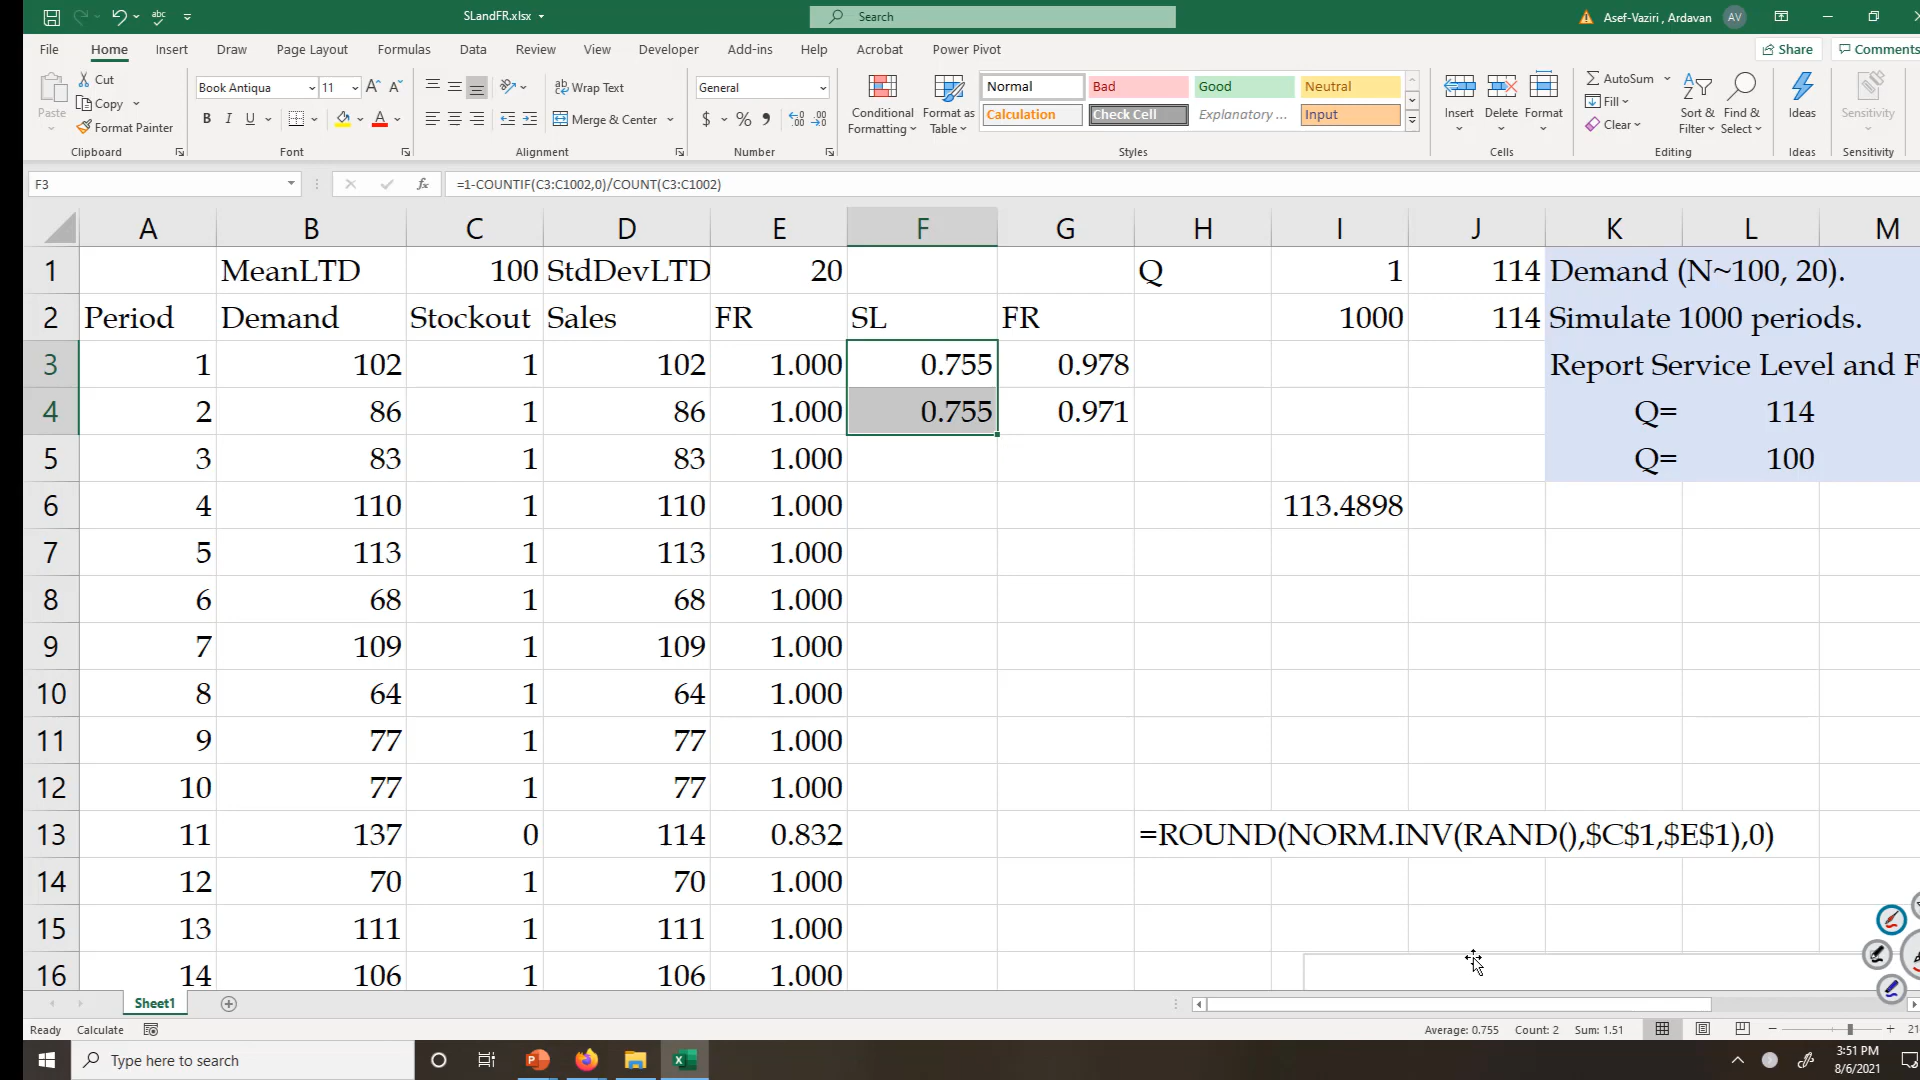 SLandFR.xlsx
Search
Asef-Vaziri , Ardavan AV
File Home Insert Draw Page Layout Formulas Data Review View Developer Add-ins Help Acrobat Power Pivot Share Comments
Paste Cut Copy Format Painter
Book Antiqua 11 B I U A
Wrap Text Merge & Center
General $ % 9
Conditional Formatting Format as Table
Normal Bad Good Neutral
Calculation Check Cell Explanatory ... Input
Insert Delete Format
AutoSum Fill Clear Sort & Filter Find & Select
Ideas Sensitivity
Clipboard Font Alignment Number Styles Cells Editing Ideas Sensitivity
F3 fx =1-COUNTIF(C3:C1002,0)/COUNT(C3:C1002)
A B C D E F G H I J K L M
1 MeanLTD 100 StdDevLTD 20 Q 1 114 Demand (N~100, 20).
2 Period Demand Stockout Sales FR SL FR 1000 114 Simulate 1000 periods.
3 1 102 1 102 1.000 0.755 0.978 Report Service Level and F
4 2 86 1 86 1.000 0.755 0.971 Q= 114
5 3 83 1 83 1.000 Q= 100
6 4 110 1 110 1.000 113.4898
7 5 113 1 113 1.000
8 6 68 1 68 1.000
9 7 109 1 109 1.000
10 8 64 1 64 1.000
11 9 77 1 77 1.000
12 10 77 1 77 1.000
13 11 137 0 114 0.832 =ROUND(NORM.INV(RAND(),$C$1,$E$1),0)
14 12 70 1 70 1.000
15 13 111 1 111 1.000
16 14 106 1 106 1.000
Sheet1
Ready Calculate Average: 0.755 Count: 2 Sum: 1.51
Type here to search
3:51 PM
8/6/2021